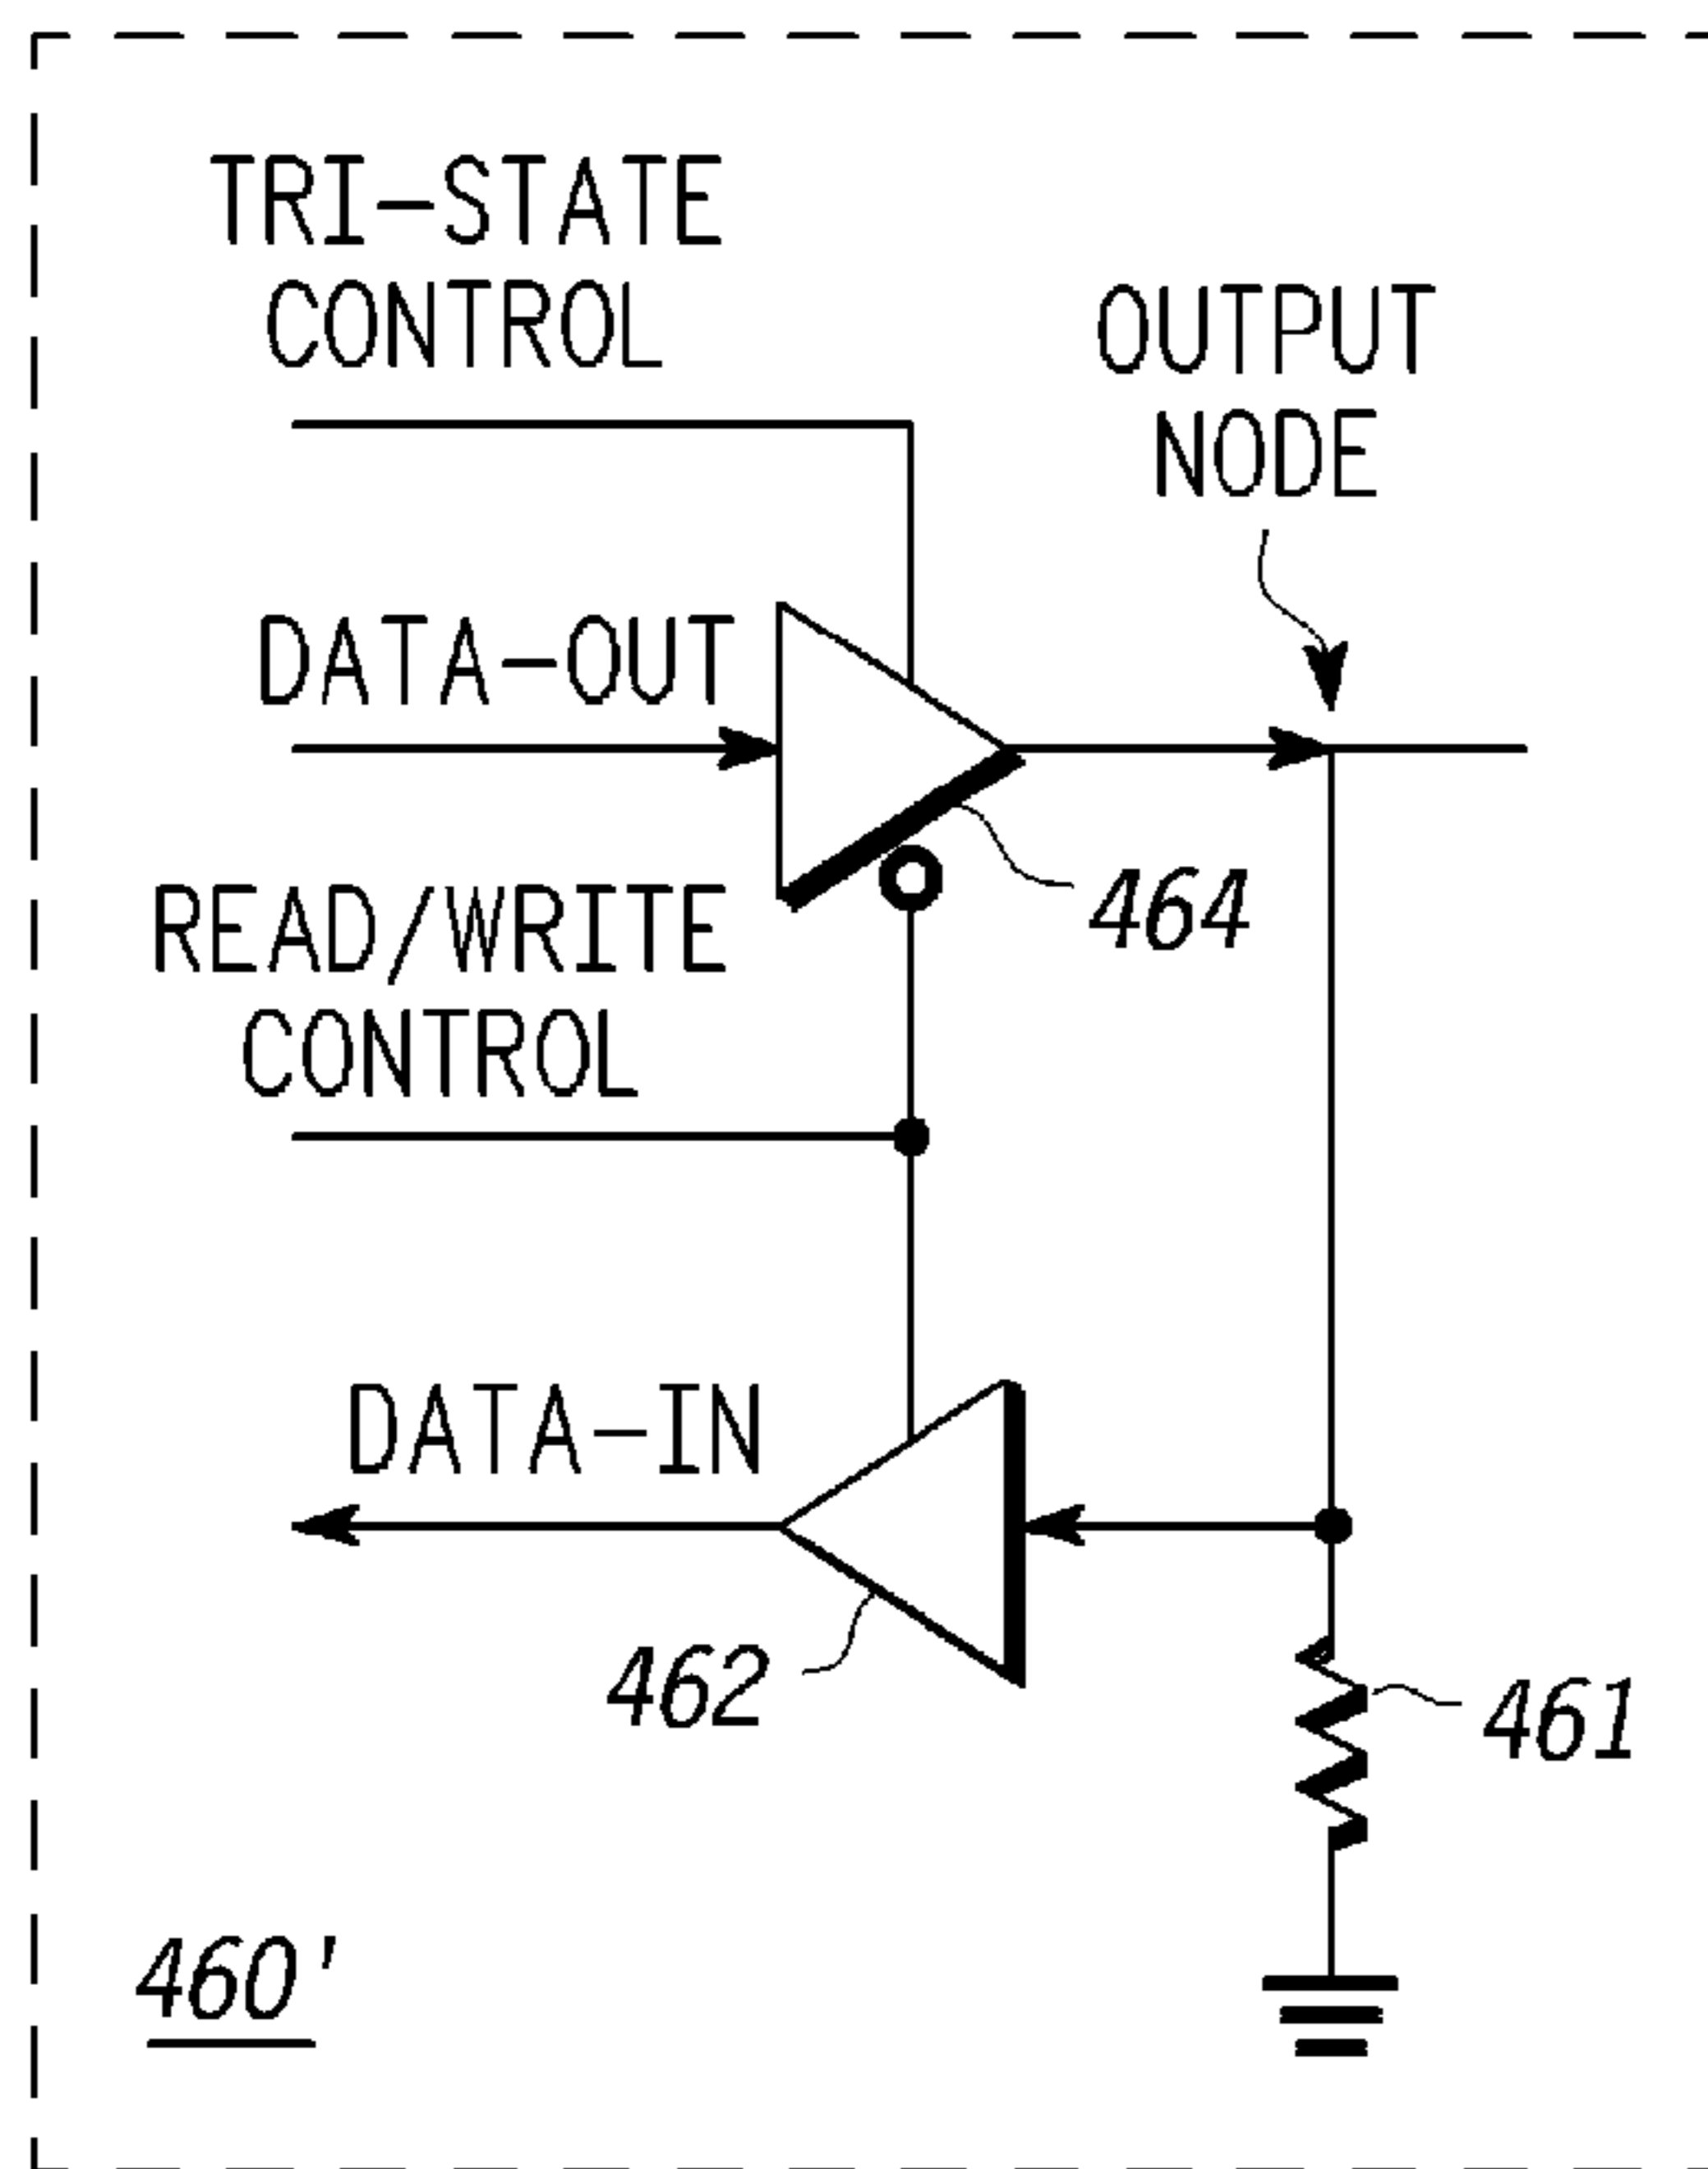 TRI-STATE
CONTROL
OUTPUT
NODE
DATA-OUT
464
READ/WRITE
CONTROL
DATA-IN
462
461
460'